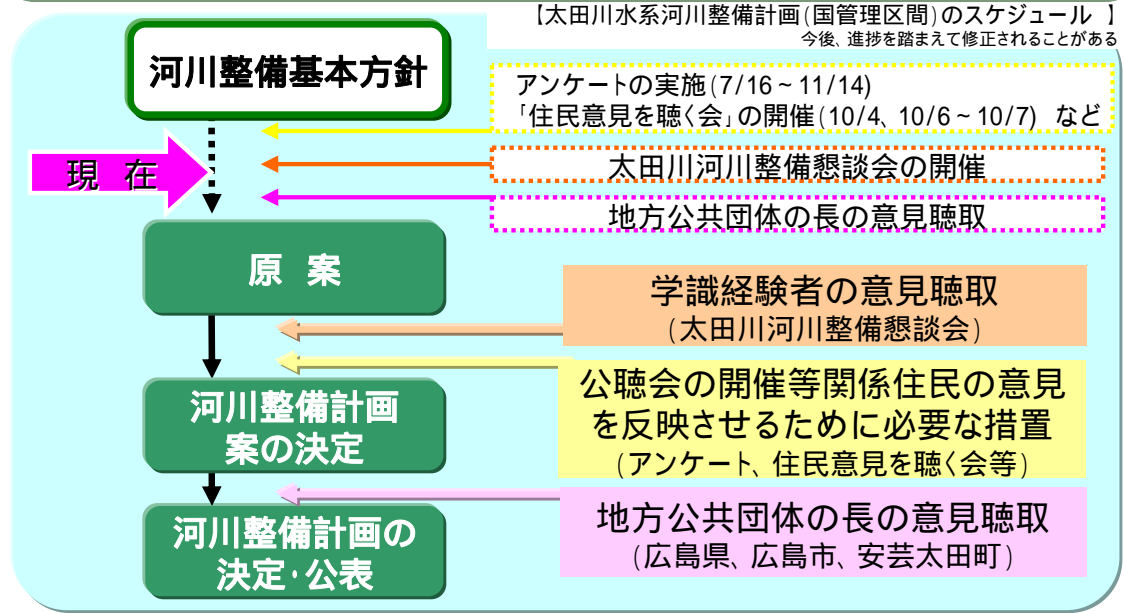 【太田川水系河川整備計画(国管理区間)のスケジュール 】
今後、進捗を踏まえて修正されることがある
河川整備基本方針
アンケートの実施(7/16~11/14)
「住民意見を聴く会」の開催(10/4、10/6~10/7) など
現 在
太田川河川整備懇談会の開催
地方公共団体の長の意見聴取
原 案
学識経験者の意見聴取
(太田川河川整備懇談会)
河川整備計画
案の決定
公聴会の開催等関係住民の意見
を反映させるために必要な措置
(アンケート、住民意見を聴く会等)
河川整備計画の
決定・公表
地方公共団体の長の意見聴取
(広島県、広島市、安芸太田町)